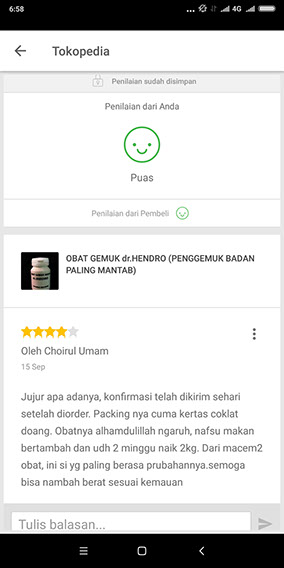 6:58
4G
Tokopedia
Penilaian sudah disimpan
Penilaian dari Anda
Puas
Penilaian dari Pembeli
OBAT GEMUK dr.HENDRO (PENGGEMUK BADAN
PALING MANTAB)
Oleh Choirul Umam
15 Sep
Jujur apa adanya, konfirmasi telah dikirim sehari
setelah diorder. Packing nya cuma kertas coklat
doang. Obatnya alhamdulillah ngaruh, nafsu makan
bertambah dan udh 2 minggu naik 2kg. Dari macem2
obat, ini si yg paling berasa prubahannya.semoga
bisa nambah berat sesuai kemauan
Tulis balasan...